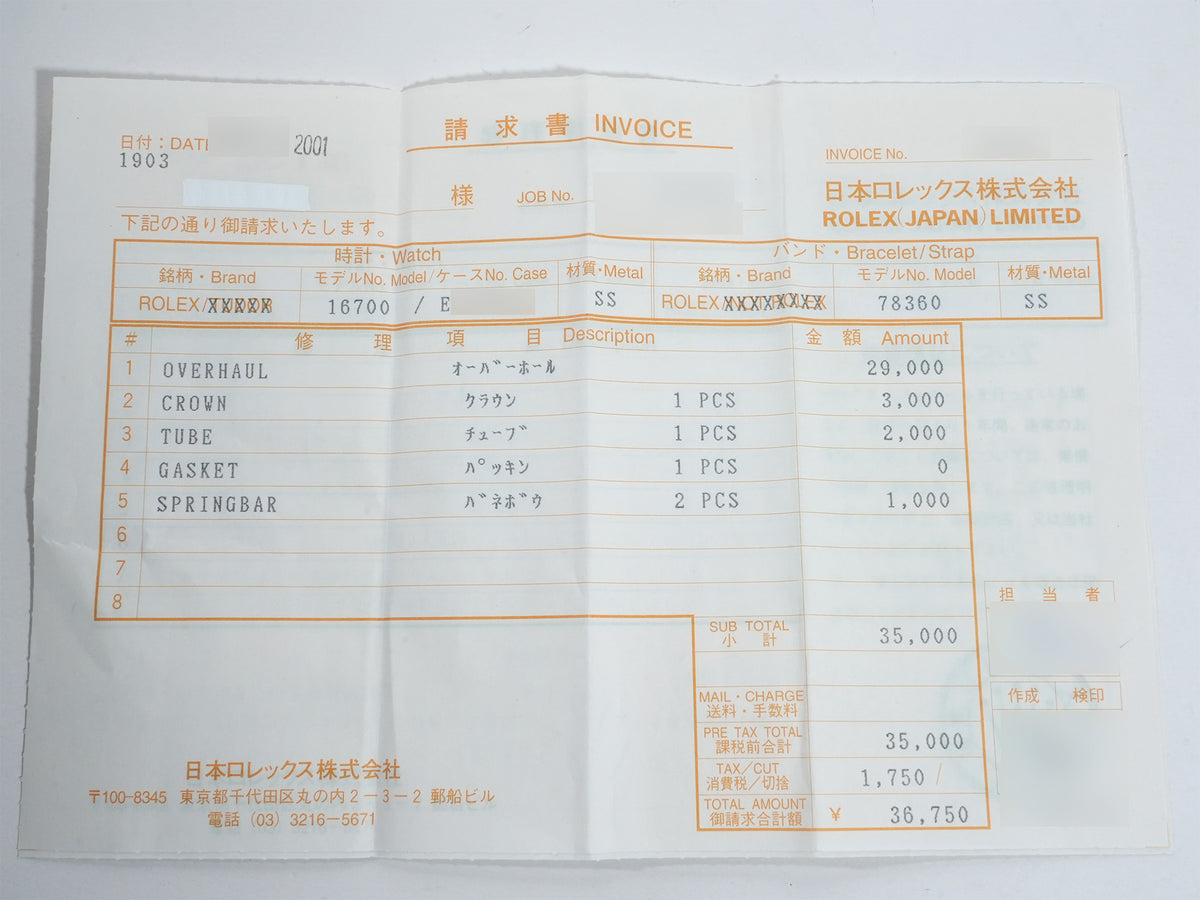 請求書 INVOICE
日付：DATE 2001
1903
INVOICE No.
様 JOB No.
日本ロレックス株式会社
ROLEX(JAPAN)LIMITED
下記の通り御請求いたします。
時計・Watch バンド・Bracelet/Strap
銘柄・Brand モデルNo. Model/ケースNo. Case 材質・Metal 銘柄・Brand モデルNo. Model 材質・Metal
ROLEX/XXXXX 16700 / E SS ROLEX XXXXXXXX 78360 SS
# 修理項目 Description 金額 Amount
1 OVERHAUL オーバーホール 29,000
2 CROWN クラウン 1 PCS 3,000
3 TUBE チューブ 1 PCS 2,000
4 GASKET パッキン 1 PCS 0
5 SPRINGBAR バネボウ 2 PCS 1,000
6
7
8
SUB TOTAL
小計 35,000
担当者
MAIL・CHARGE
送料・手数料
作成 検印
PRE TAX TOTAL
課税前合計 35,000
TAX/CUT
消費税/切捨 1,750 /
TOTAL AMOUNT
御請求合計額 ¥ 36,750
日本ロレックス株式会社
〒100-8345 東京都千代田区丸の内2-3-2 郵船ビル
電話 (03) 3216-5671